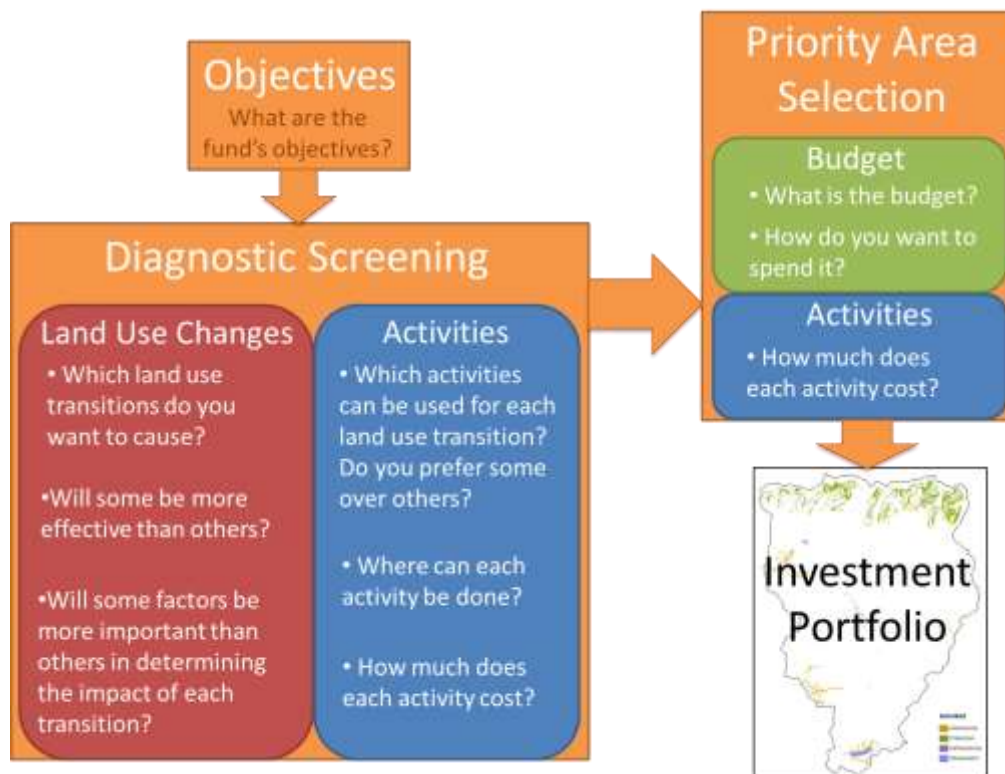 Objectives
What are the
fund's objectives?
Diagnostic Screening
Land Use Changes
• Which land use
transitions do you
want to cause?
•Will some be more
effective than others?
•Will some factors be
more important than
others in determining
the impact of each
transition?
Activities
• Which activities
can be used for each
land use transition?
Do you prefer some
over others?
• Where can each
activity be done?
• How much does
each activity cost?
Priority Area
Selection
Budget
• What is the budget?
• How do you want to
spend it?
Activities
• How much does
each activity cost?
Investment
Portfolio